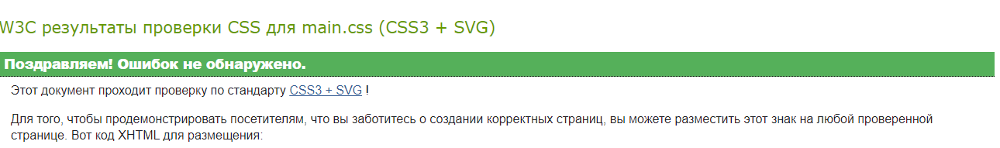 W3C результаты проверки CSS для main.css (CSS3 + SVG)
Поздравляем! Ошибок не обнаружено.
Этот документ проходит проверку по стандарту CSS3 + SVG !
Для того, чтобы продемонстрировать посетителям, что вы заботитесь о создании корректных страниц, вы можете разместить этот знак на любой проверенной
странице. Вот код XHTML для размещения: